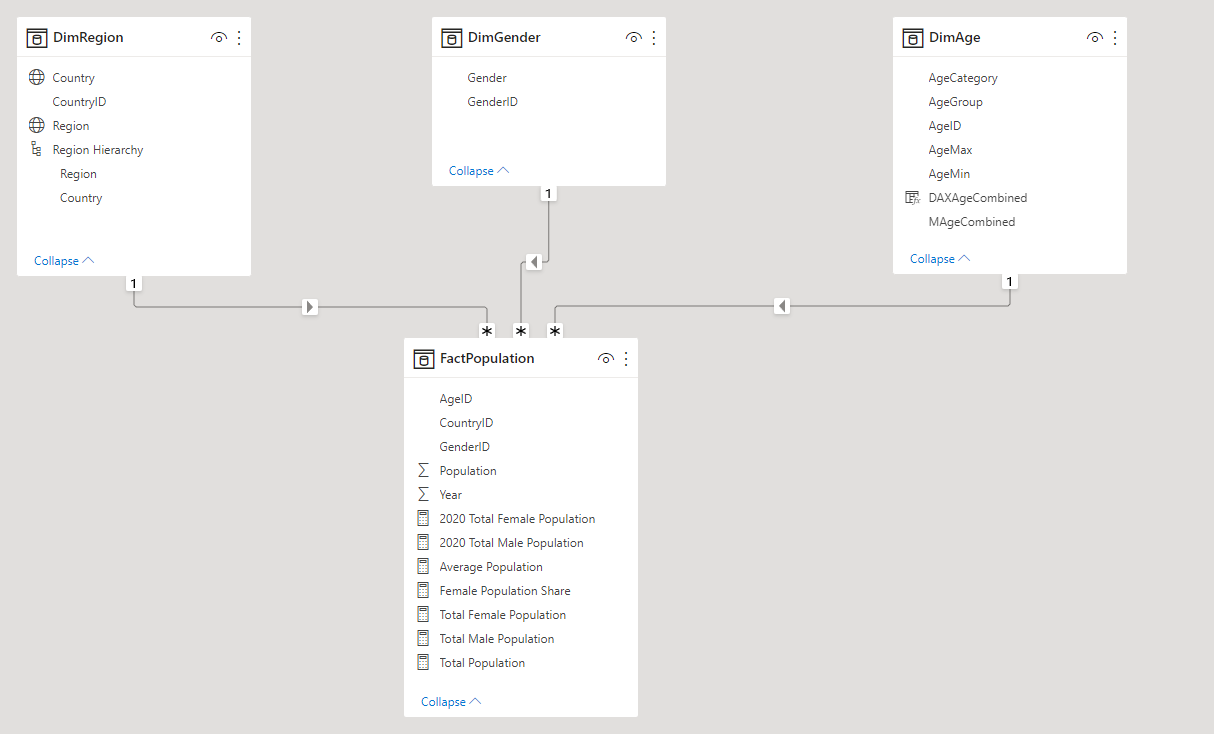 DimRegion
Country
CountryID
Region
Region Hierarchy
Region
Country
Collapse
1
DimGender
Gender
GenderID
Collapse
1
DimAge
AgeCategory
AgeGroup
AgeID
AgeMax
AgeMin
DAXAgeCombined
MAgeCombined
Collapse
1
* * *
FactPopulation
AgeID
CountryID
GenderID
Population
Year
2020 Total Female Population
2020 Total Male Population
Average Population
Female Population Share
Total Female Population
Total Male Population
Total Population
Collapse